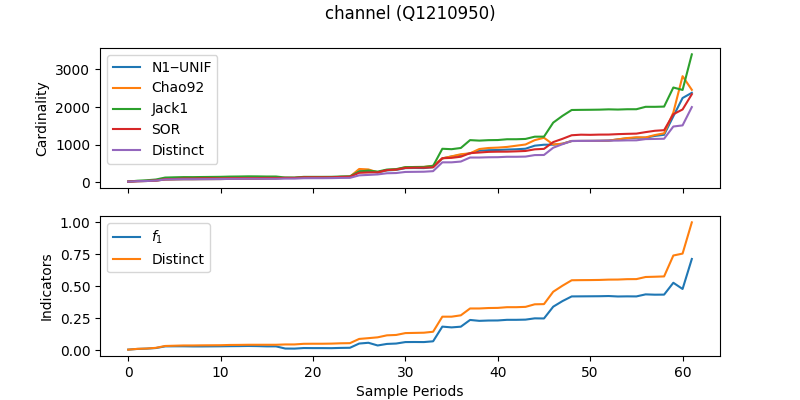 channel (Q1210950)
Cardinality
3000
2000
1000
0
N1−UNIF
Chao92
Jack1
SOR
Distinct
Indicators
1.00
0.75
0.50
0.25
0.00
f1
Distinct
0 10 20 30 40 50 60
Sample Periods